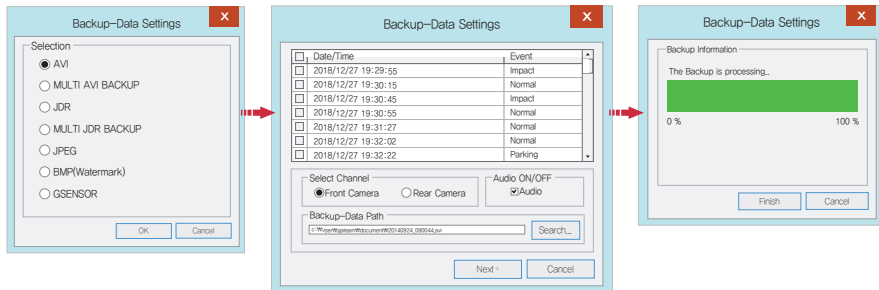 Backup-Data Settings
X
Selection
AVI
MULTI AVI BACKUP
JDR
MULTI JDR BACKUP
JPEG
BMP(Watermark)
GSENSOR
OK Cancel
Backup-Data Settings
X
Date/Time Event
2018/12/27 19:29:55 Impact
2018/12/27 19:30:15 Normal
2018/12/27 19:30:45 Impact
2018/12/27 19:30:55 Normal
2018/12/27 19:31:27 Normal
2018/12/27 19:32:02 Normal
2018/12/27 19:32:22 Parking
Select Channel Audio ON/OFF
Front Camera Rear Camera Audio
Backup-Data Path
c:₩user₩qateam₩document₩20140924_090044.avi Search...
Next > Cancel
Backup-Data Settings
X
Backup Information
The Backup is processing...
0 % 100 %
Finish Cancel